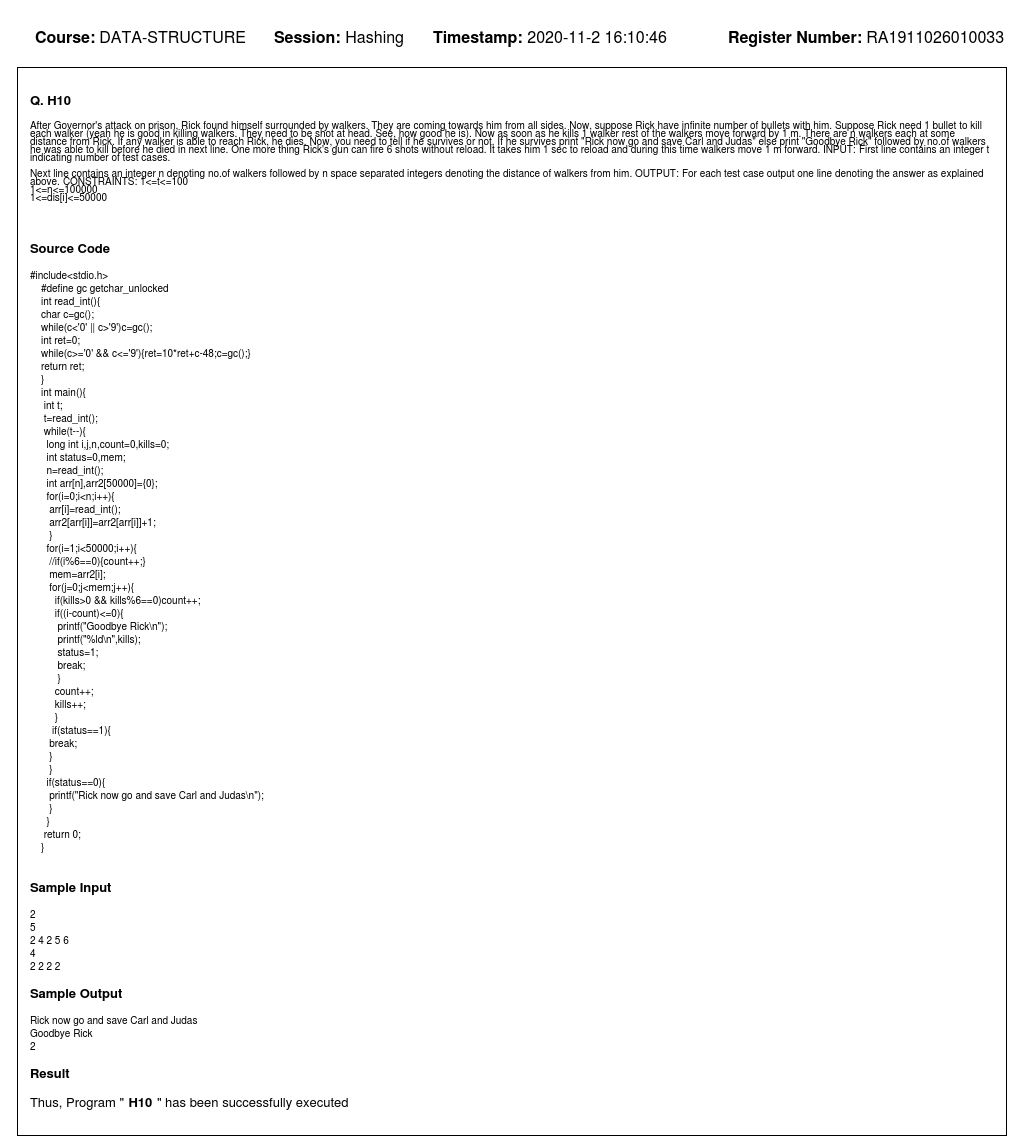 Course: DATA-STRUCTURE Session: Hashing Timestamp: 2020-11-2 16:10:46 Register Number: RA1911026010033
Q. H10
After Governor's attack on prison, Rick found himself surrounded by walkers. They are coming towards him from all sides. Now, suppose Rick have infinite number of bullets with him. Suppose Rick need 1 bullet to kill
each walker (yeah he is good in killing walkers. They need to be shot at head. See, how good he is). Now as soon as he kills 1 walker rest of the walkers move forward by 1 m. There are n walkers each at some
distance from Rick. If any walker is able to reach Rick, he dies. Now, you need to tell if he survives or not. If he survives print "Rick now go and save Carl and Judas" else print "Goodbye Rick" followed by no.of walkers
he was able to kill before he died in next line. One more thing Rick's gun can fire 6 shots without reload. It takes him 1 sec to reload and during this time walkers move 1 m forward. INPUT: First line contains an integer t
indicating number of test cases.
Next line contains an integer n denoting no.of walkers followed by n space separated integers denoting the distance of walkers from him. OUTPUT: For each test case output one line denoting the answer as explained
above. CONSTRAINTS: 1<=t<=100
1<=n<=100000
1<=dis[i]<=50000
Source Code
#include<stdio.h>
#define gc getchar_unlocked
int read_int(){
char c=gc();
while(c<'0' || c>'9')c=gc();
int ret=0;
while(c>='0' && c<='9'){ret=10*ret+c-48;c=gc();}
return ret;
}
int main(){
int t;
t=read_int();
while(t--){
long int i,j,n,count=0,kills=0;
int status=0,mem;
n=read_int();
int arr[n],arr2[50000]={0};
for(i=0;i<n;i++){
arr[i]=read_int();
arr2[arr[i]]=arr2[arr[i]]+1;
}
for(i=1;i<50000;i++){
//if(i%6==0){count++;}
mem=arr2[i];
for(j=0;j<mem;j++){
if(kills>0 && kills%6==0)count++;
if((i-count)<=0){
printf("Goodbye Rick\n");
printf("%ld\n",kills);
status=1;
break;
}
count++;
kills++;
}
if(status==1){
break;
}
}
if(status==0){
printf("Rick now go and save Carl and Judas\n");
}
}
return 0;
}
Sample Input
2
5
2 4 2 5 6
4
2 2 2 2
Sample Output
Rick now go and save Carl and Judas
Goodbye Rick
2
Result
Thus, Program " H10 " has been successfully executed